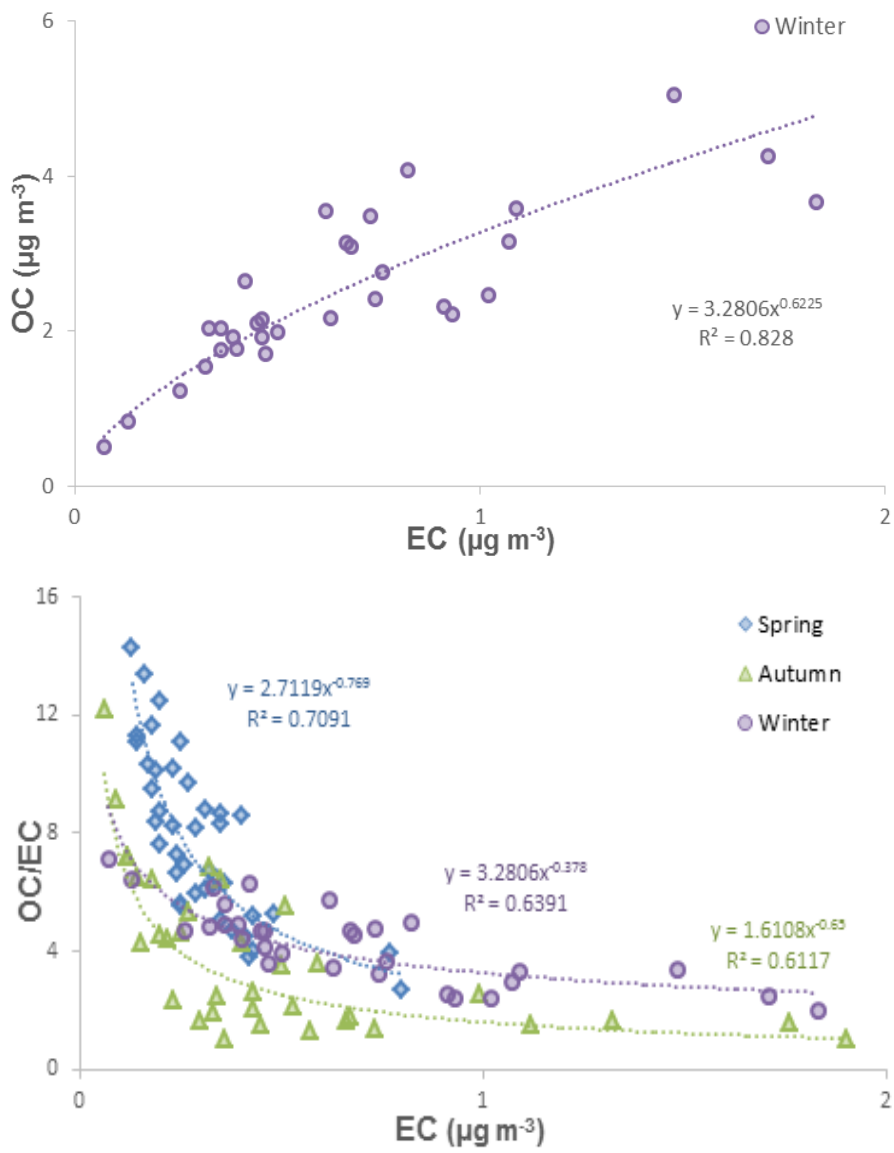 6
Winter
4
OC (µg m-3)
2
y = 3.2806x0.6225
R² = 0.828
0
0
1
2
EC (µg m-3)
16
Spring
y = 2.7119x-0.769
R² = 0.7091
Autumn
12
Winter
OC/EC
8
y = 3.2806x-0.378
R² = 0.6391
4
y = 1.6108x-0.65
R² = 0.6117
0
0
1
2
EC (µg m-3)